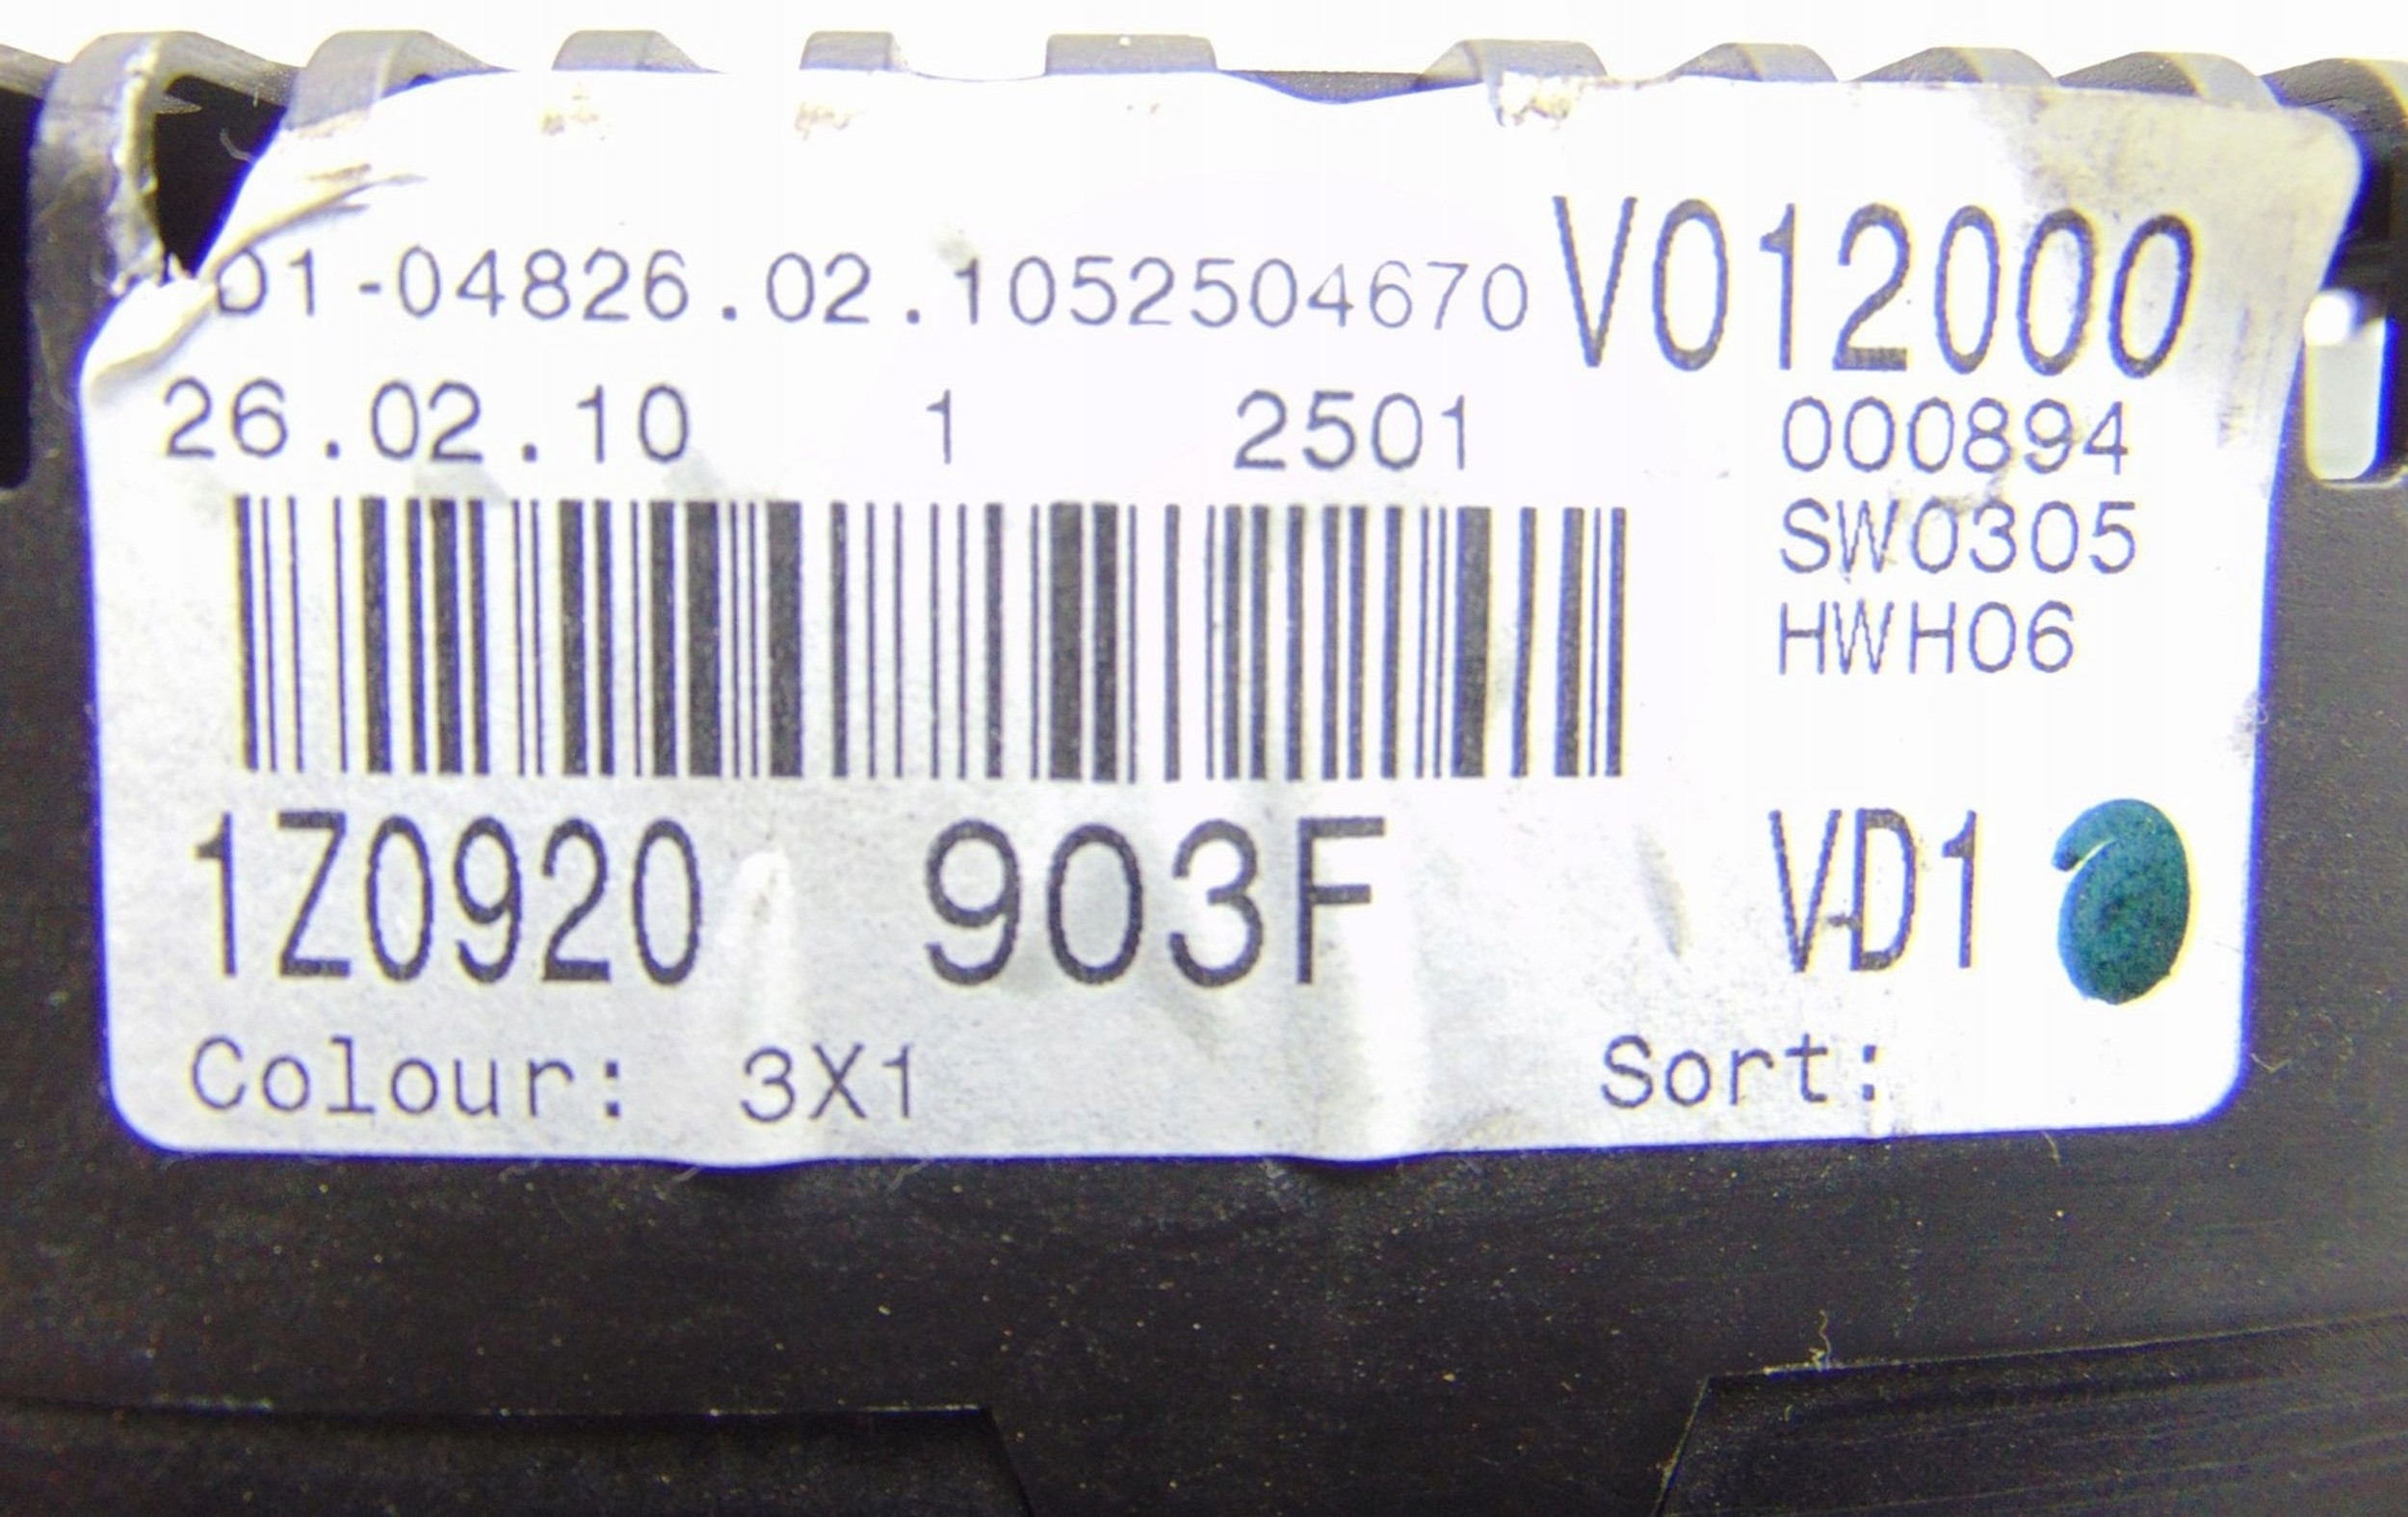 01-04826.02.1052504670 V012000
26.02.10 1 2501 000894
SW0305
HWH06
1Z0920 903F VD1
Colour: 3X1 Sort: